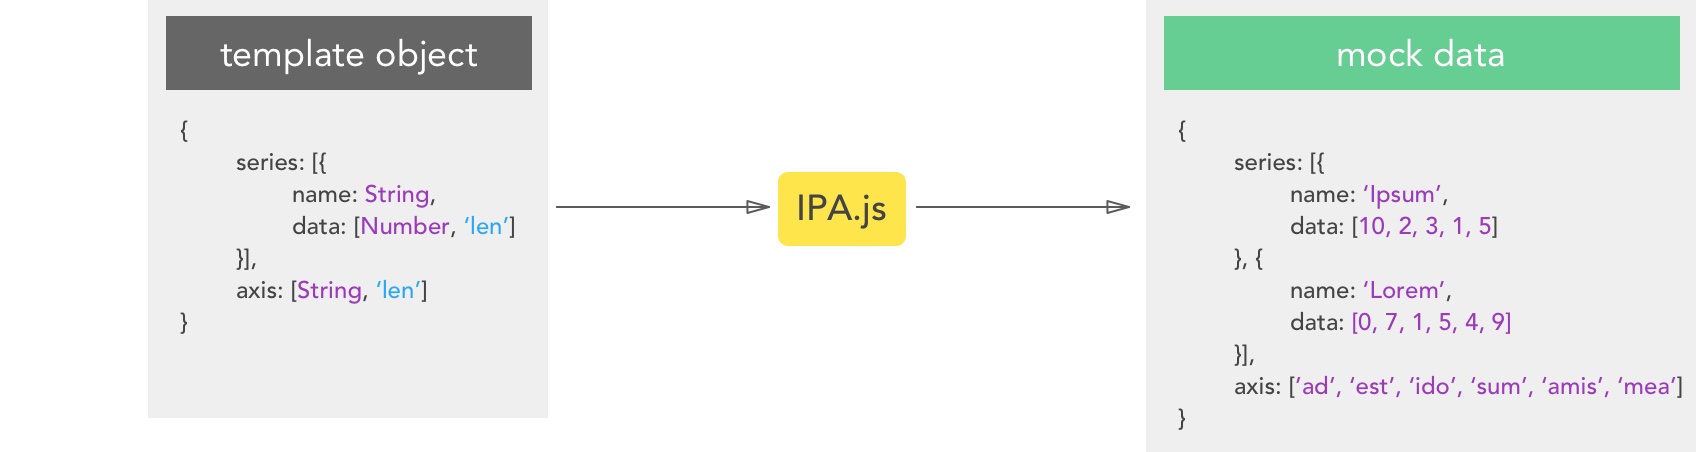 template object
{
series: [{
name: String,
data: [Number, ‘len’]
}],
axis: [String, ‘len’]
}
IPA.js
mock data
{
series: [{
name: ‘Ipsum’,
data: [10, 2, 3, 1, 5]
}, {
name: ‘Lorem’,
data: [0, 7, 1, 5, 4, 9]
}],
axis: [’ad’, ‘est’, ‘ido’, ‘sum’, ‘amis’, ‘mea’]
}